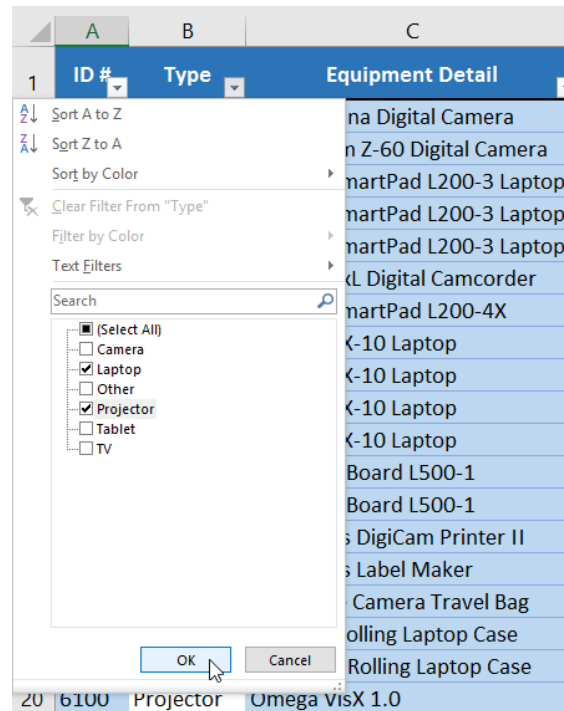 A B C
1 ID # Type Equipment Detail
Sort A to Z
Sort Z to A
Sort by Color
Clear Filter From "Type"
Filter by Color
Text Filters
Search
(Select All)
Camera
Laptop
Other
Projector
Tablet
TV
OK Cancel
na Digital Camera
Z-60 Digital Camera
martPad L200-3 Laptop
martPad L200-3 Laptop
martPad L200-3 Laptop
xL Digital Camcorder
martPad L200-4X
X-10 Laptop
X-10 Laptop
X-10 Laptop
X-10 Laptop
Board L500-1
Board L500-1
s DigiCam Printer II
s Label Maker
Camera Travel Bag
olling Laptop Case
Rolling Laptop Case
20 6100 Projector Omega VisX 1.0